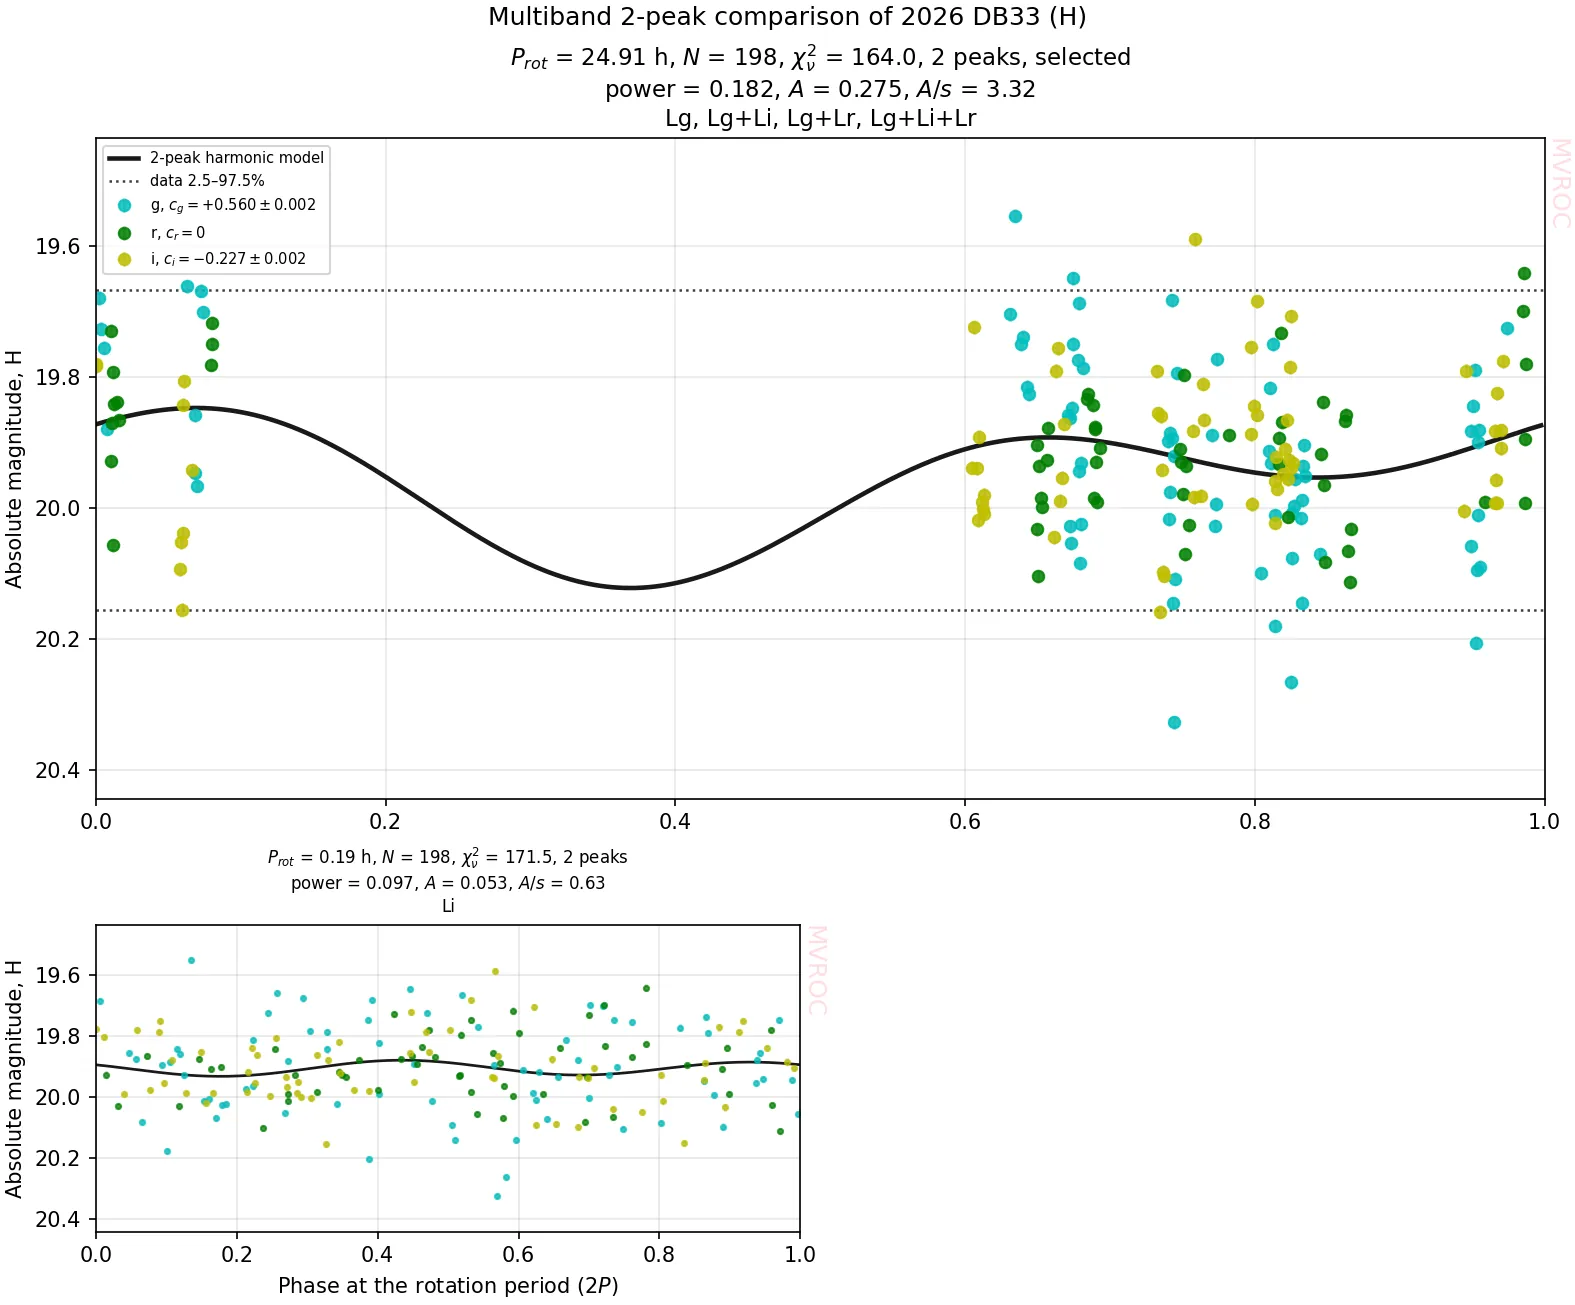 Multiband 2-peak comparison of 2026 DB33 (H)
P_rot = 24.91 h, N = 198, χ²_ν = 164.0, 2 peaks, selected
power = 0.182, A = 0.275, A/s = 3.32
Lg, Lg+Li, Lg+Lr, Lg+Li+Lr
2-peak harmonic model
data 2.5–97.5%
g, c_g = +0.560 ± 0.002
r, c_r = 0
i, c_i = −0.227 ± 0.002
MVROC
Absolute magnitude, H
19.6
19.8
20.0
20.2
20.4
0.0 0.2 0.4 0.6 0.8 1.0
P_rot = 0.19 h, N = 198, χ²_ν = 171.5, 2 peaks
power = 0.097, A = 0.053, A/s = 0.63
Li
MVROC
Absolute magnitude, H
19.6
19.8
20.0
20.2
20.4
0.0 0.2 0.4 0.6 0.8 1.0
Phase at the rotation period (2P)